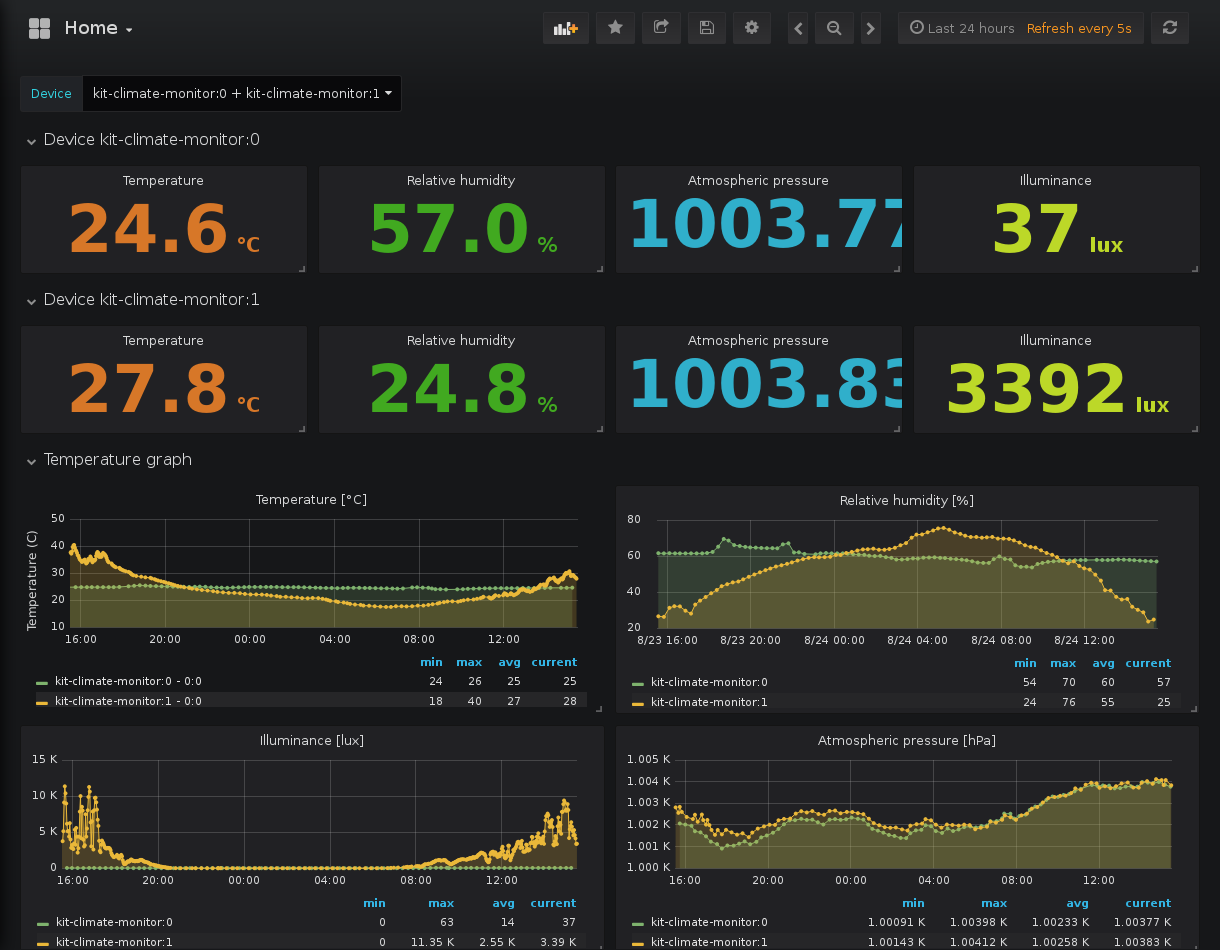 Home
Last 24 hours Refresh every 5s
Device kit-climate-monitor:0 + kit-climate-monitor:1
Device kit-climate-monitor:0
Temperature Relative humidity Atmospheric pressure Illuminance
24.6 °C 57.0 % 1003.77 37 lux
Device kit-climate-monitor:1
Temperature Relative humidity Atmospheric pressure Illuminance
27.8 °C 24.8 % 1003.83 3392 lux
Temperature graph
Temperature [°C]
Temperature (C)
50
40
30
20
10
16:00 20:00 00:00 04:00 08:00 12:00
min max avg current
kit-climate-monitor:0 - 0:0 24 26 25 25
kit-climate-monitor:1 - 0:0 18 40 27 28
Relative humidity [%]
80
60
40
20
8/23 16:00 8/23 20:00 8/24 00:00 8/24 04:00 8/24 08:00 8/24 12:00
min max avg current
kit-climate-monitor:0 54 70 60 57
kit-climate-monitor:1 24 76 55 25
Illuminance [lux]
15 K
10 K
5 K
0
16:00 20:00 00:00 04:00 08:00 12:00
min max avg current
kit-climate-monitor:0 0 63 14 37
kit-climate-monitor:1 0 11.35 K 2.55 K 3.39 K
Atmospheric pressure [hPa]
1.005 K
1.004 K
1.003 K
1.002 K
1.001 K
1.000 K
16:00 20:00 00:00 04:00 08:00 12:00
min max avg current
kit-climate-monitor:0 1.00091 K 1.00398 K 1.00233 K 1.00377 K
kit-climate-monitor:1 1.00143 K 1.00412 K 1.00258 K 1.00383 K